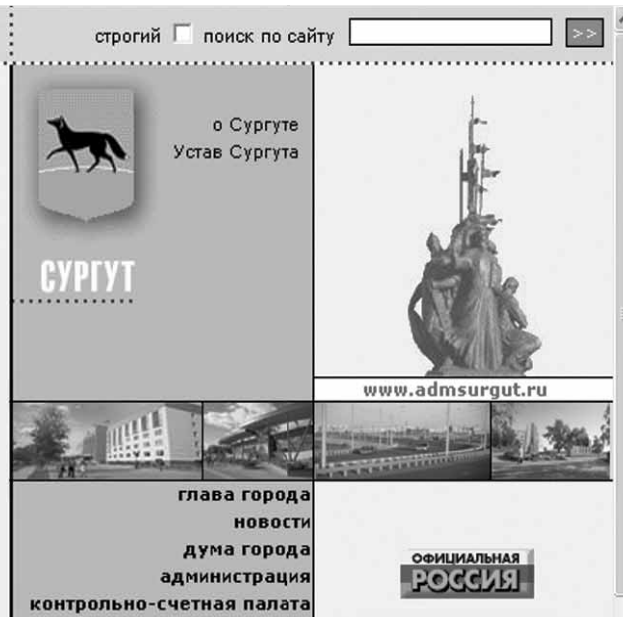 строгий поиск по сайту >>
о Сургуте
Устав Сургута
СУРГУТ
www.admsurgut.ru
глава города
новости
дума города
администрация
контрольно-счетная палата
ОФИЦИАЛЬНАЯ
РОССИЯ